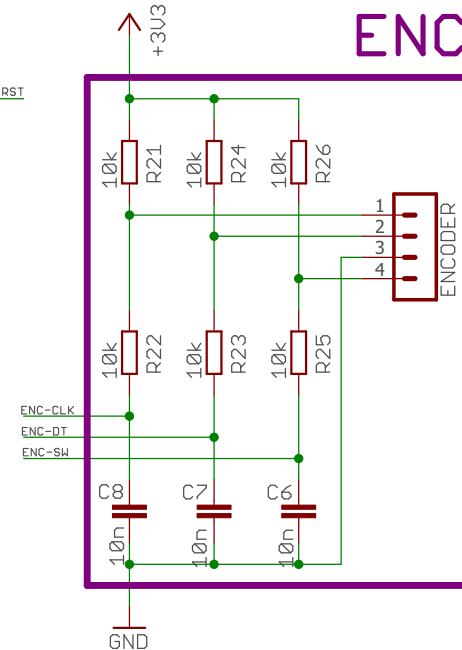 +3V3
ENC
RST
10k
R21
10k
R24
10k
R26
1
2
3
4
ENCODER
10k
R22
10k
R23
10k
R25
ENC-CLK
ENC-DT
ENC-SW
C8
C7
C6
10n
10n
10n
GND